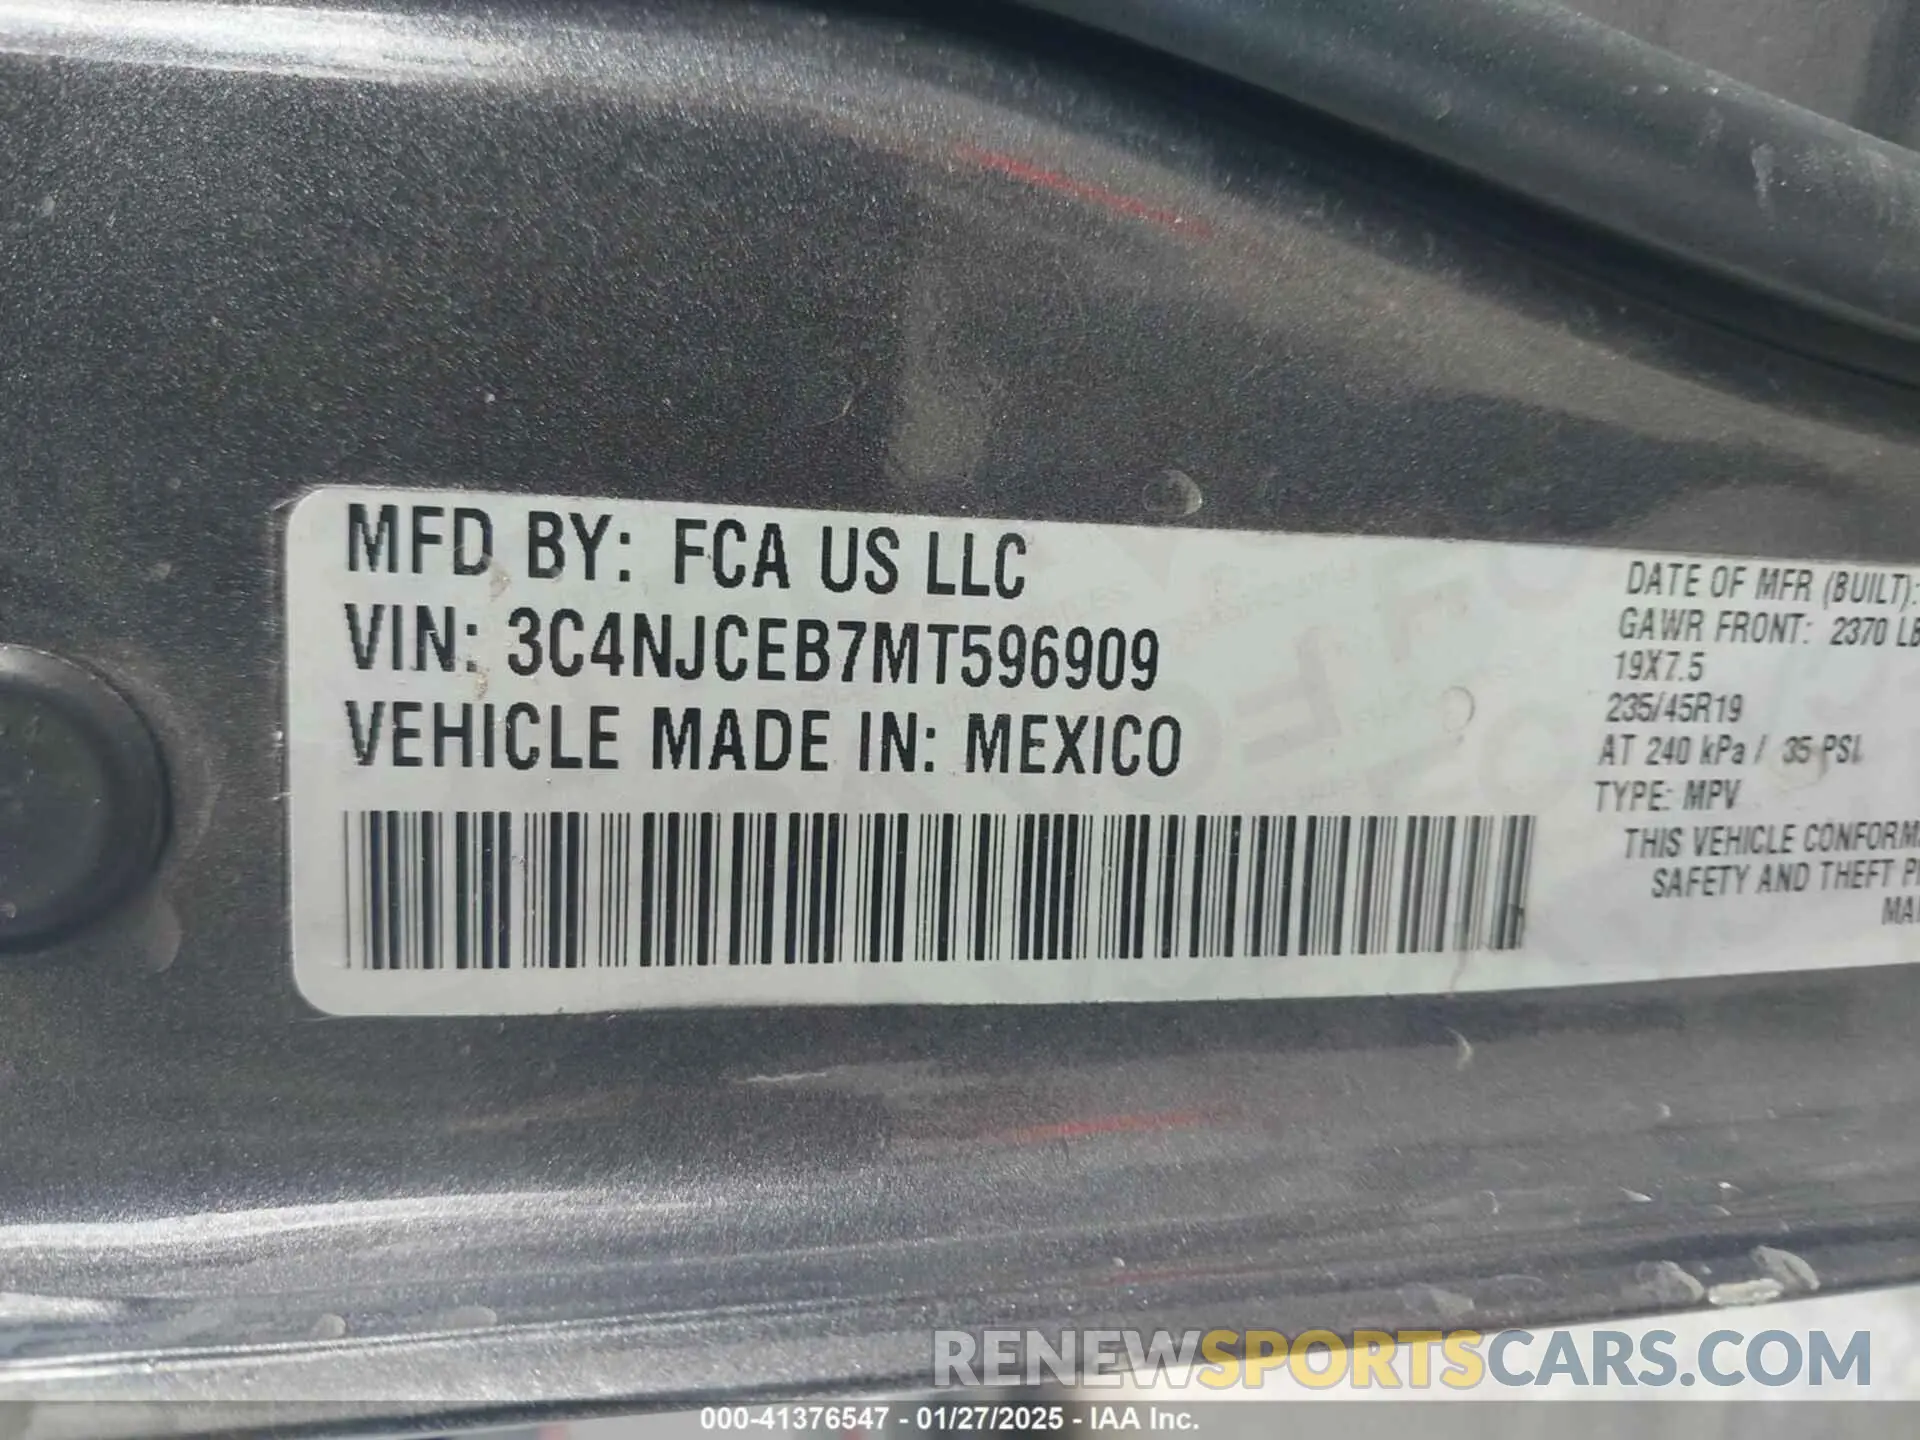 MFD BY: FCA US LLC
VIN: 3C4NJCEB7MT596909
VEHICLE MADE IN: MEXICO
DATE OF MFR (BUILT):
GAWR FRONT: 2370 LB
19X7.5
235/45R19
AT 240 kPa / 35 PSI
TYPE: MPV
THIS VEHICLE CONFORM
SAFETY AND THEFT
RENEWSPORTSCARS.COM
000-41376547 - 01/27/2025 - IAA Inc.